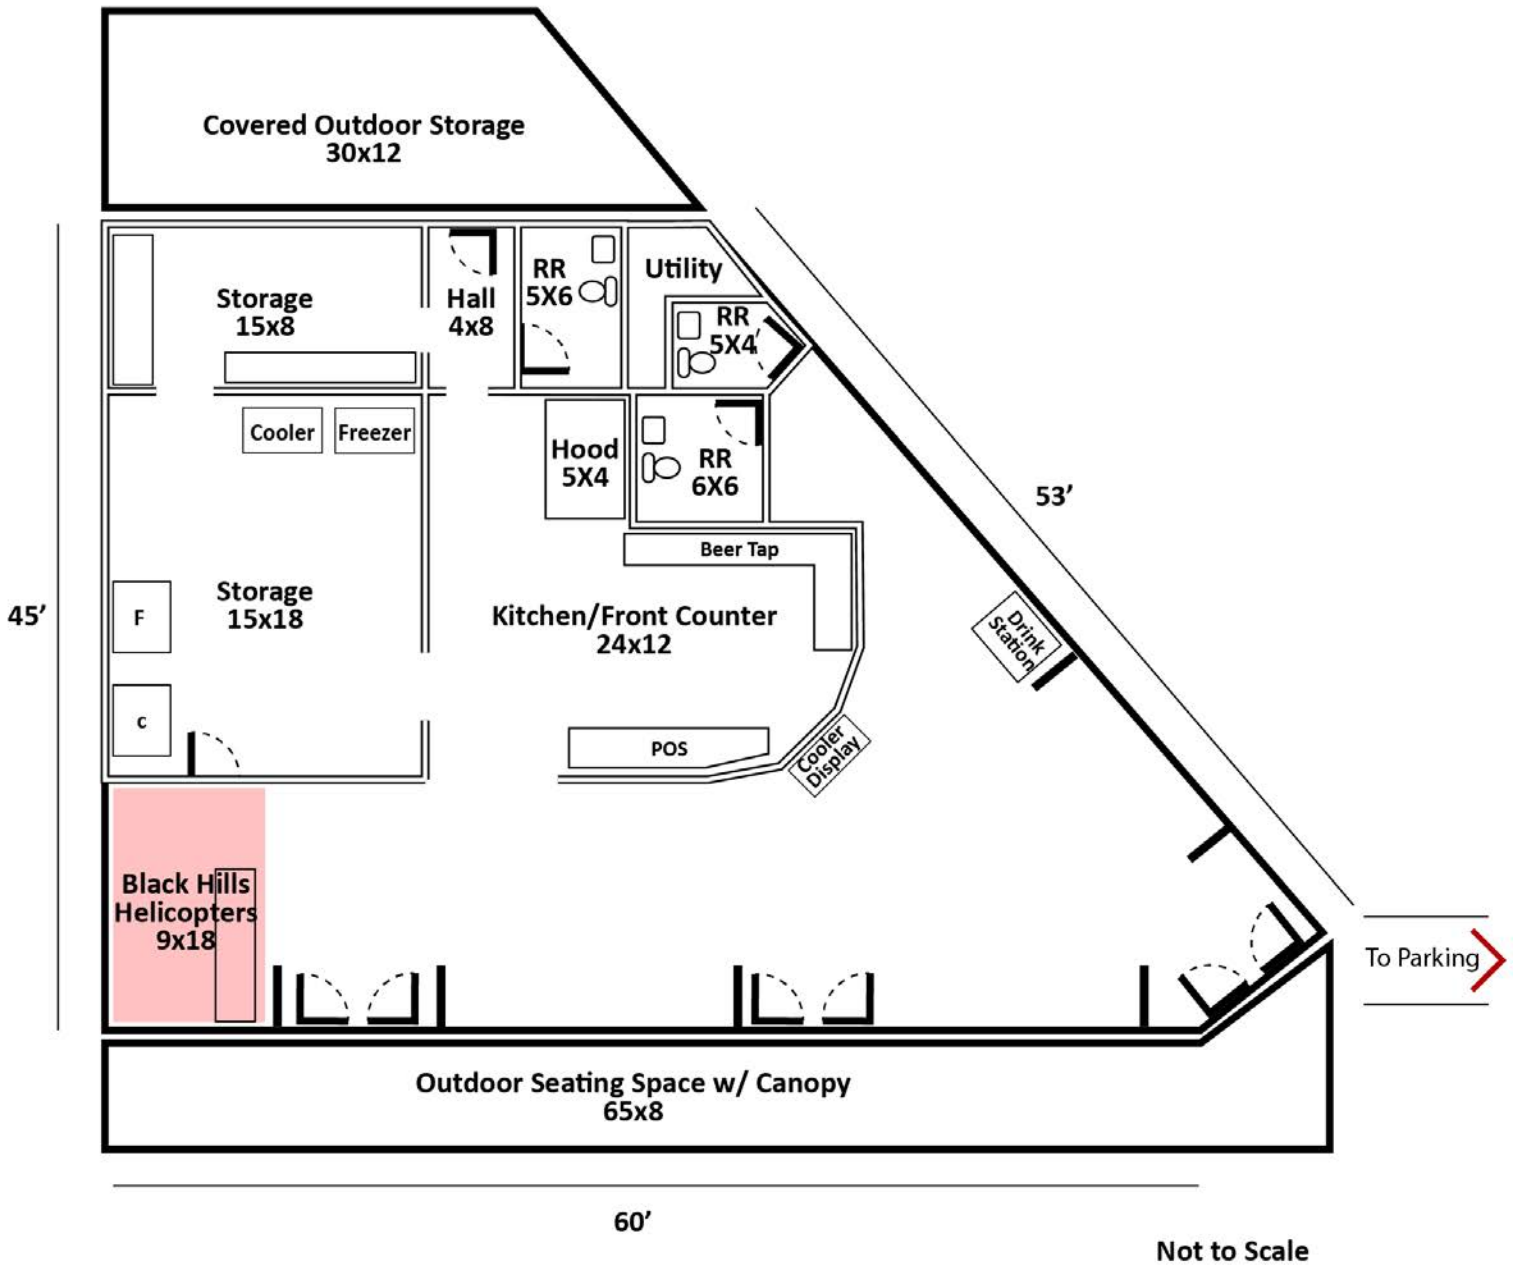 Covered Outdoor Storage
30x12
Storage
15x8
Hall
4x8
RR
5X6
Utility
RR
5X4
Cooler
Freezer
Hood
5X4
RR
6X6
53’
Beer Tap
45’
F
Storage
15x18
Kitchen/Front Counter
24x12
Drink
Station
c
POS
Cooler
Display
Black Hills
Helicopters
9x18
To Parking
Outdoor Seating Space w/ Canopy
65x8
60’
Not to Scale